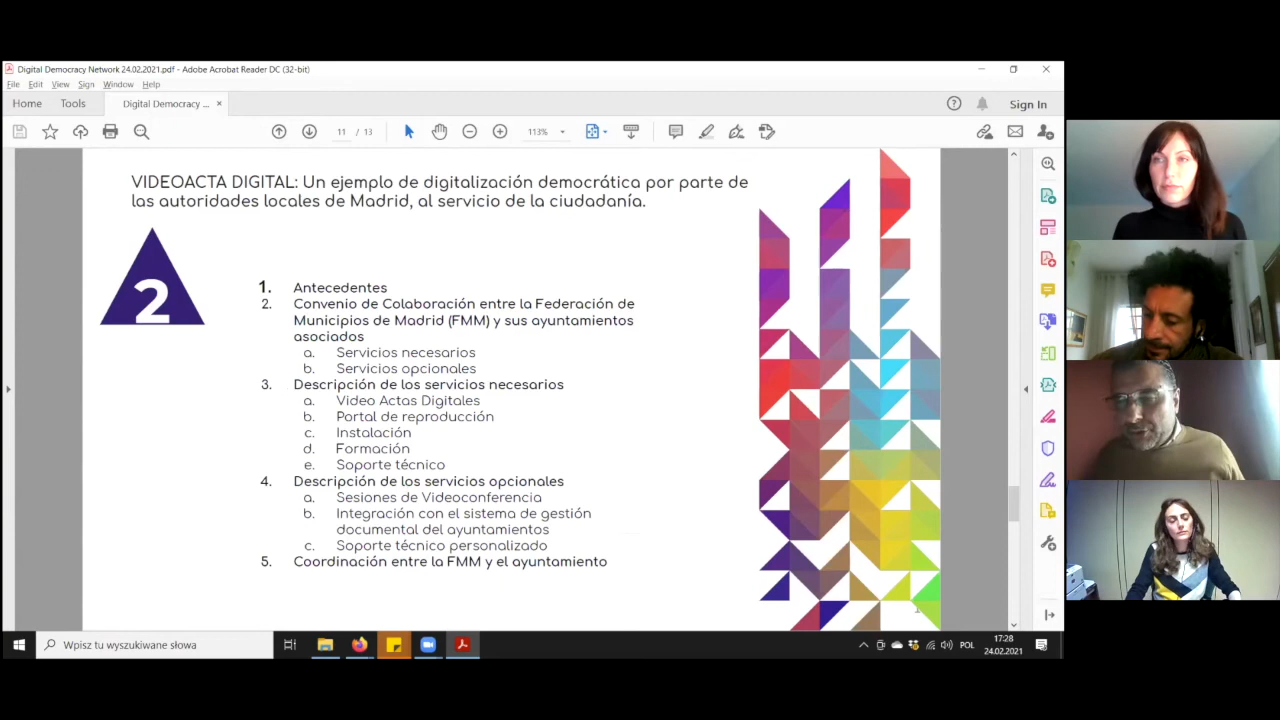 Digital Democracy Network 24.02.2021.pdf - Adobe Acrobat Reader DC (32-bit)
File Edit View Sign Window Help
Home Tools Digital Democracy ... × Sign In
11 / 13 113%
VIDEOACTA DIGITAL: Un ejemplo de digitalización democrática por parte de
las autoridades locales de Madrid, al servicio de la ciudadanía.
2
1. Antecedentes
2. Convenio de Colaboración entre la Federación de
Municipios de Madrid (FMM) y sus ayuntamientos
asociados
a. Servicios necesarios
b. Servicios opcionales
3. Descripción de los servicios necesarios
a. Video Actas Digitales
b. Portal de reproducción
c. Instalación
d. Formación
e. Soporte técnico
4. Descripción de los servicios opcionales
a. Sesiones de Videoconferencia
b. Integración con el sistema de gestión
documental del ayuntamientos
c. Soporte técnico personalizado
5. Coordinación entre la FMM y el ayuntamiento
Wpisz tu wyszukiwane słowa
POL
17:28
24.02.2021